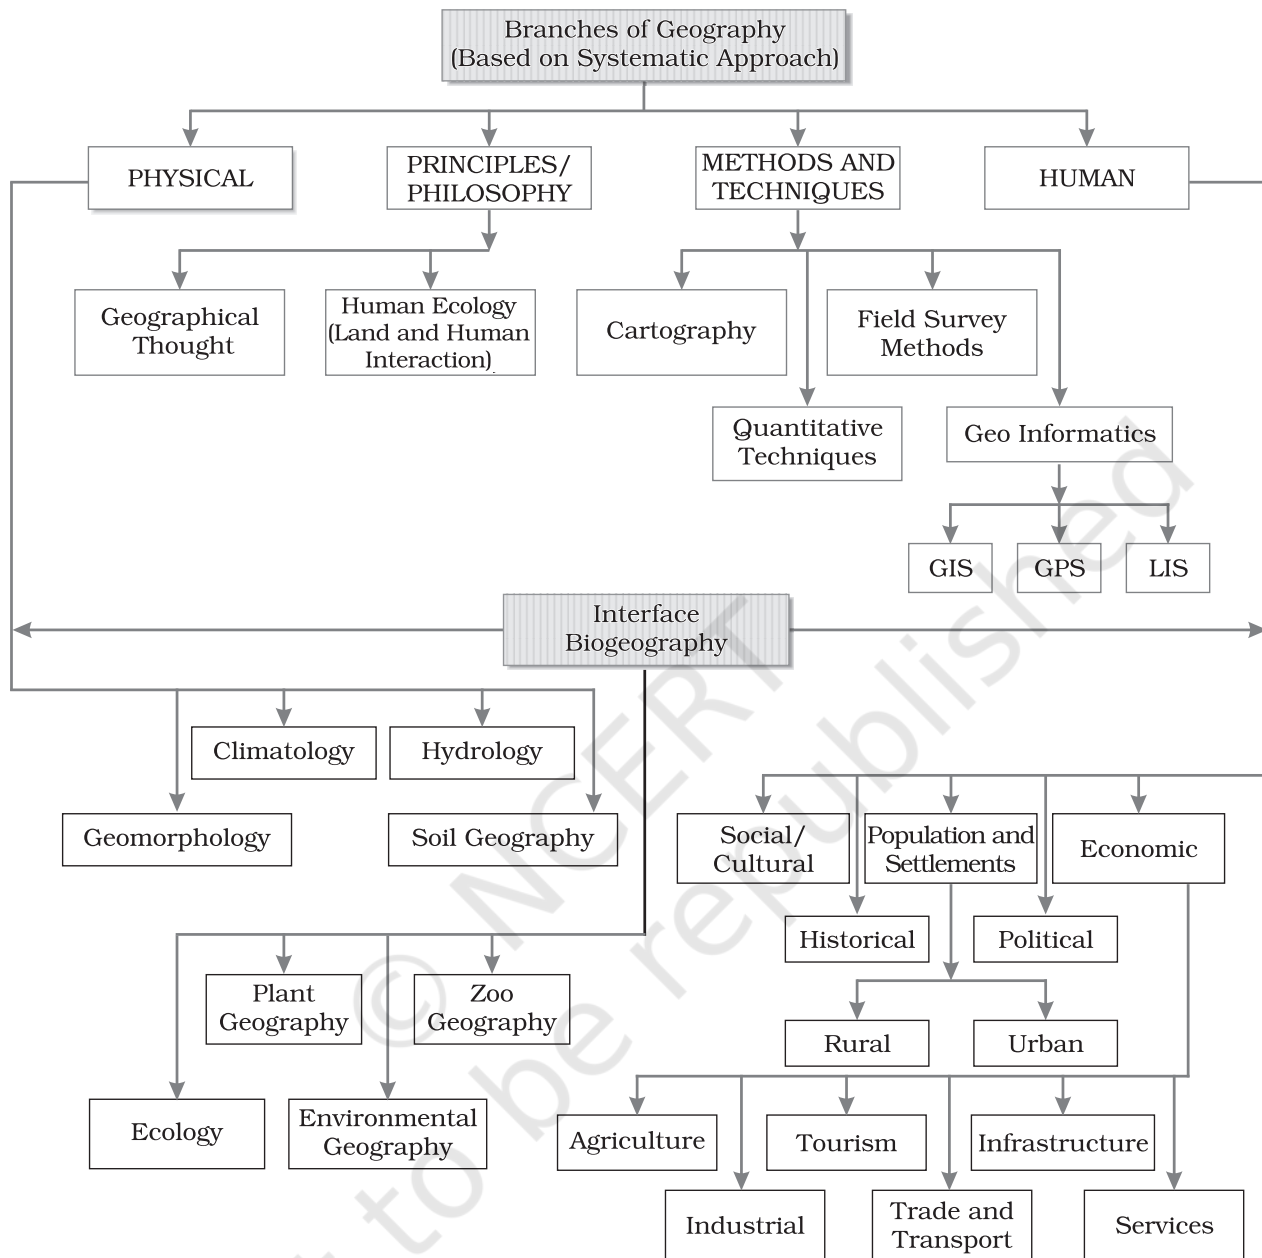 Branches of Geography
(Based on Systematic Approach)
PHYSICAL
PRINCIPLES/
PHILOSOPHY
METHODS AND
TECHNIQUES
HUMAN
Geographical
Thought
Human Ecology
(Land and Human
Interaction)
Cartography
Field Survey
Methods
Quantitative
Techniques
Geo Informatics
GIS
GPS
LIS
Interface
Biogeography
Climatology
Hydrology
Geomorphology
Soil Geography
Social/
Cultural
Population and
Settlements
Economic
Historical
Political
Plant
Geography
Zoo
Geography
Rural
Urban
Ecology
Environmental
Geography
Agriculture
Tourism
Infrastructure
Industrial
Trade and
Transport
Services
© NCERT
to be republished